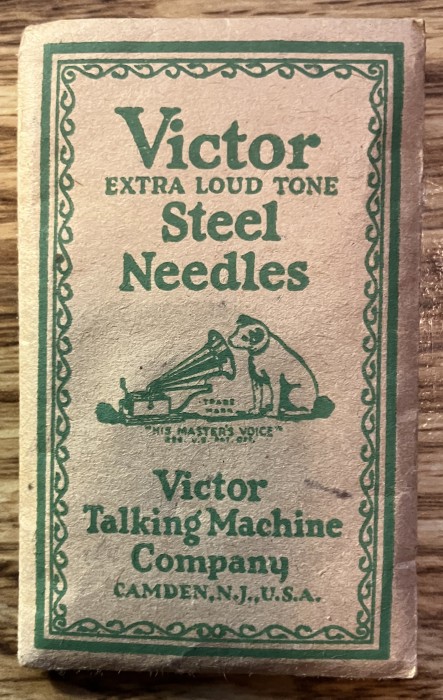 Victor
EXTRA LOUD TONE
Steel
Needles
TRADE
MARK
"HIS MASTER'S VOICE"
REG. U.S. PAT. OFF.
Victor
Talking Machine
Company
CAMDEN, N.J., U.S.A.